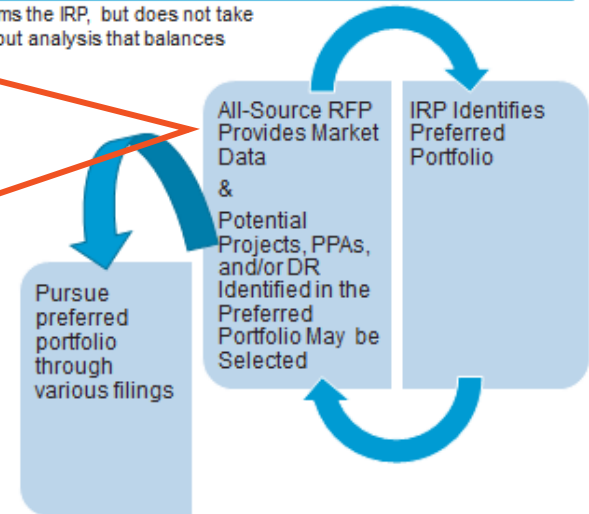 ms the IRP, but does not take
out analysis that balances
All-Source RFP
Provides Market
Data
&
Potential
Projects, PPAs,
and/or DR
Identified in the
Preferred
Portfolio May be
Selected
IRP Identifies
Preferred
Portfolio
Pursue
preferred
portfolio
through
various filings